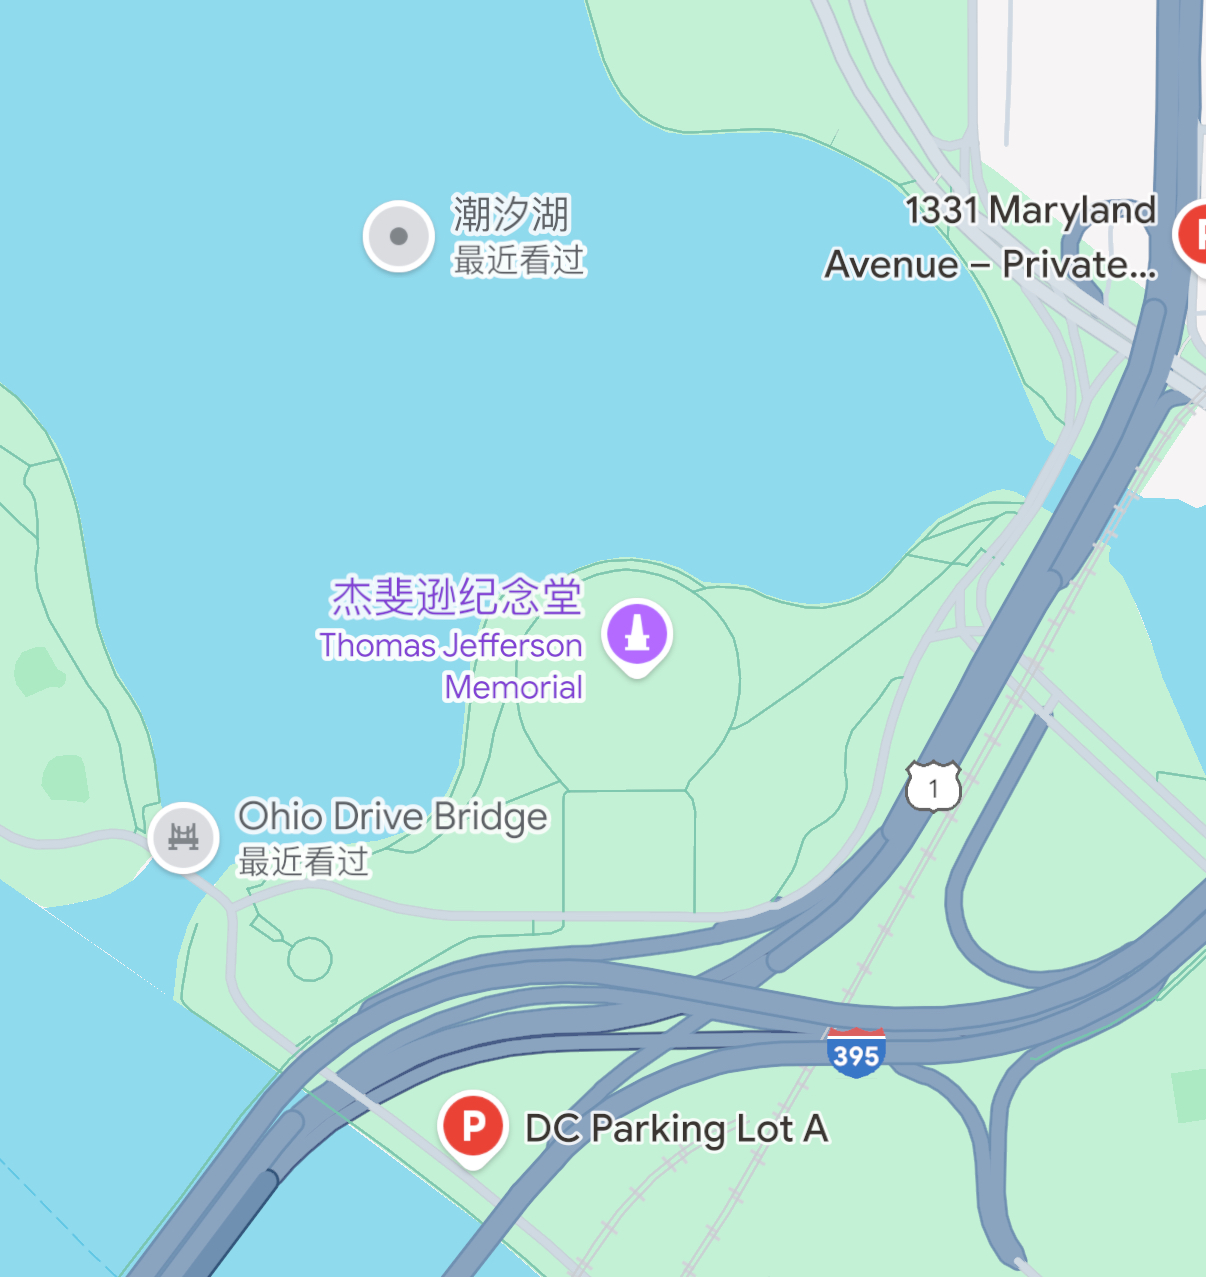 潮汐湖
最近看过
1331 Maryland
Avenue – Private...
P
杰斐逊纪念堂
Thomas Jefferson
Memorial
1
Ohio Drive Bridge
最近看过
395
P
DC Parking Lot A